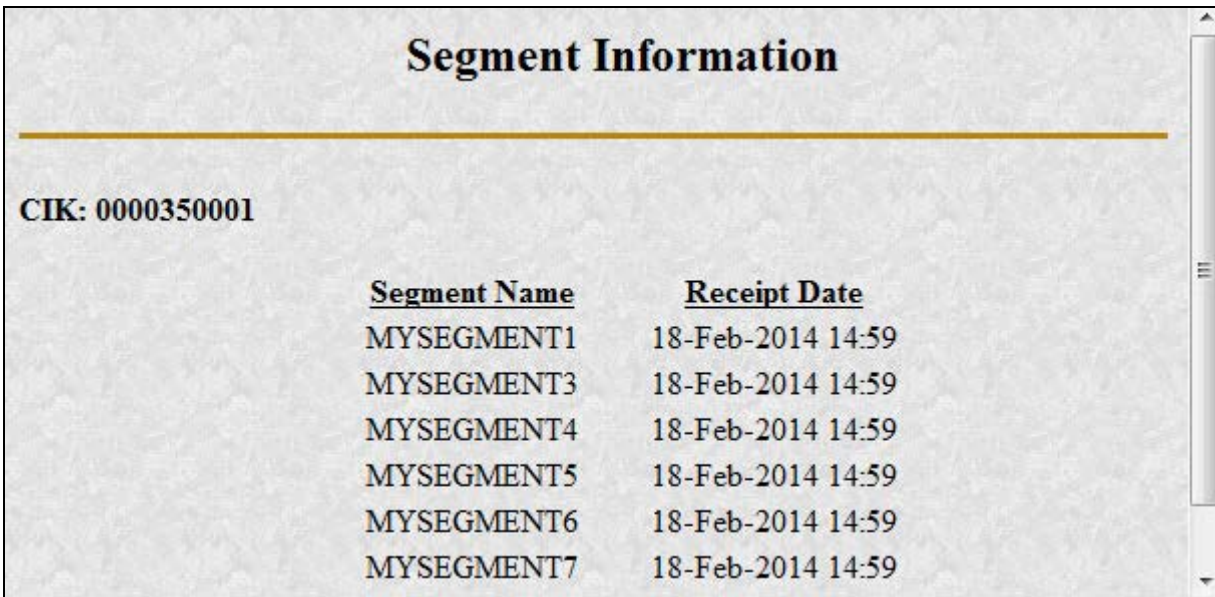 Segment Information
CIK: 0000350001
Segment Name Receipt Date
MYSEGMENT1 18-Feb-2014 14:59
MYSEGMENT3 18-Feb-2014 14:59
MYSEGMENT4 18-Feb-2014 14:59
MYSEGMENT5 18-Feb-2014 14:59
MYSEGMENT6 18-Feb-2014 14:59
MYSEGMENT7 18-Feb-2014 14:59